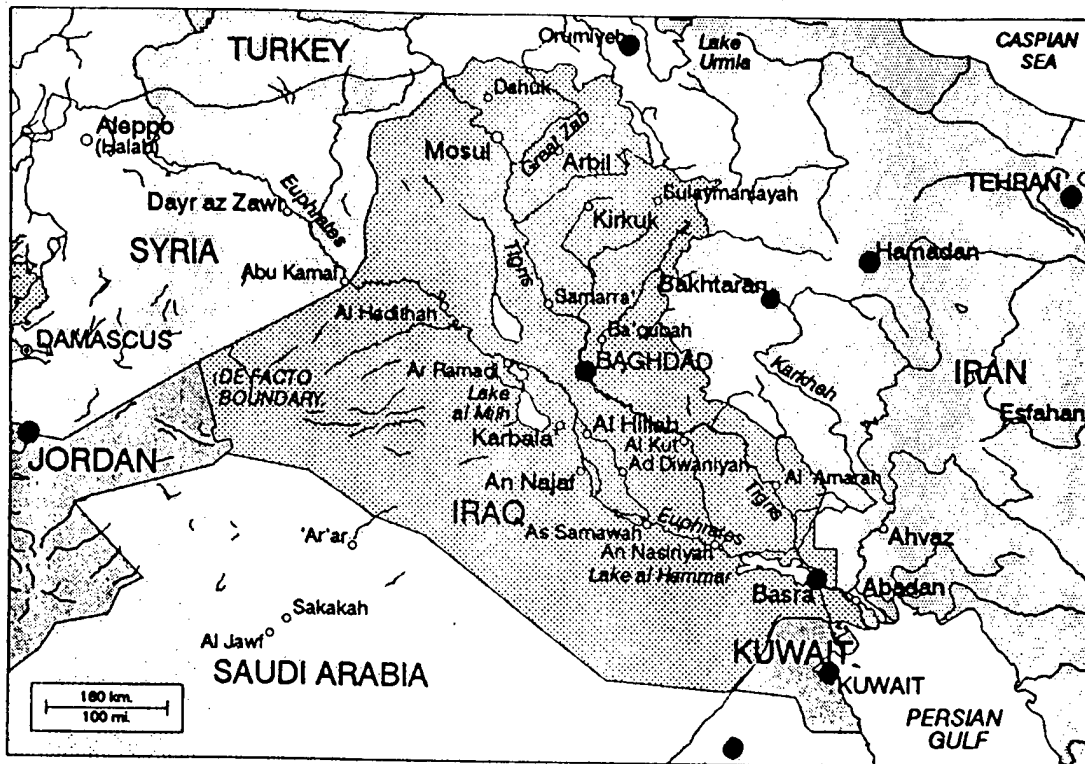 TURKEY
Orumiyeh
Lake
Urmia
CASPIAN
SEA
Dahuk
Aleppo
(Halab)
Mosul
Great Zab
Arbil
Euphrates
Sulaymaniayah
TEHRAN
Dayr az Zawr
Kirkuk
SYRIA
Tigris
Hamadan
Abu Kamal
Bakhtaran
Al Hadithah
Samarra'
Ba'qubah
DAMASCUS
BAGHDAD
(DE FACTO
BOUNDARY)
Ar Ramadi
Karkheh
IRAN
Lake
al Milh
Esfahan
Karbala
Al Hillah
Al Kut
JORDAN
Ad Diwaniyah
An Najaf
Tigris
Al 'Amarah
IRAQ
'Ar'ar
As Samawah
Euphrates
Ahvaz
An Nasiriyah
Lake al Hammar
Basra
Abadan
Sakakah
Al Jawf
SAUDI ARABIA
KUWAIT
KUWAIT
160 km.
100 mi.
PERSIAN
GULF